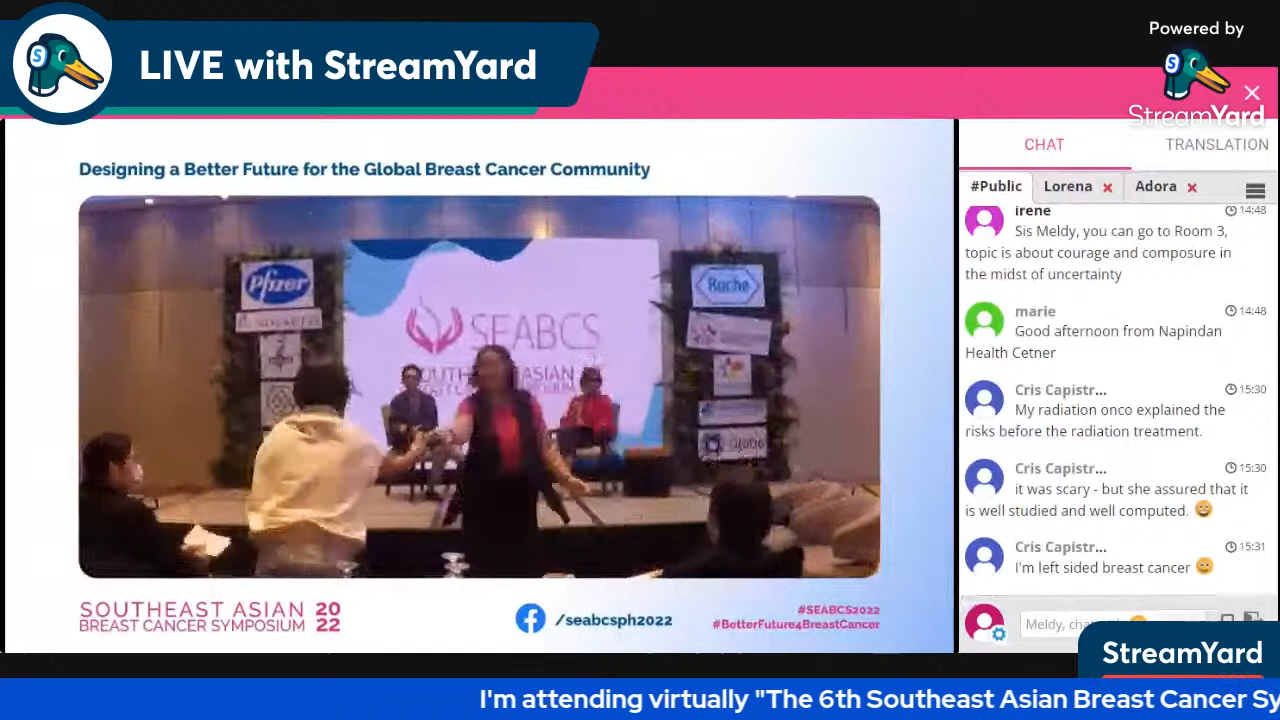 LIVE with StreamYard
Powered by
StreamYard
Designing a Better Future for the Global Breast Cancer Community
Pfizer
Roche
SEABCS
CHAT
TRANSLATION
#Public
Lorena
Adora
irene
14:48
Sis Meldy, you can go to Room 3,
topic is about courage and composure in
the midst of uncertainty
marie
14:48
Good afternoon from Napindan
Health Cetner
Cris Capistr...
15:30
My radiation onco explained the
risks before the radiation treatment.
Cris Capistr...
15:30
it was scary - but she assured that it
is well studied and well computed.
Cris Capistr...
15:31
I'm left sided breast cancer
SOUTHEAST ASIAN 20
BREAST CANCER SYMPOSIUM 22
/seabcsph2022
#SEABCS2022
#BetterFuture4BreastCancer
Meldy,
StreamYard
I'm attending virtually "The 6th Southeast Asian Breast Cancer Sy